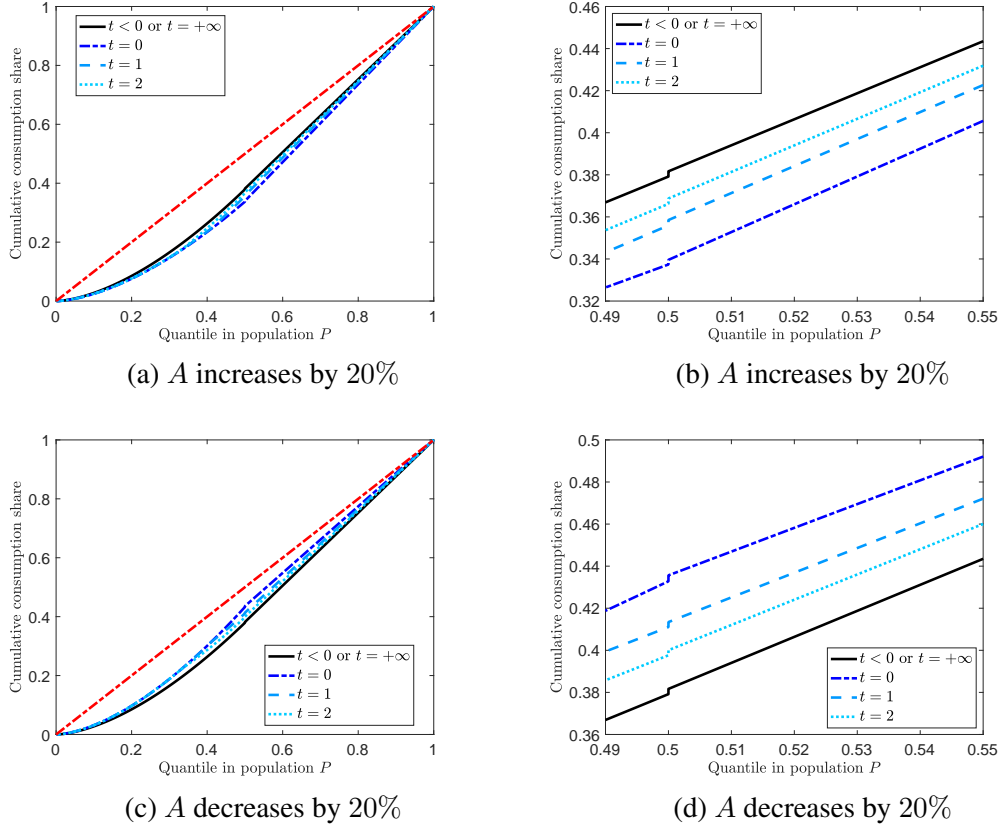 1
0.8
0.6
0.4
0.2
0
Cumulative consumption share
t < 0 or t = +∞
t = 0
t = 1
t = 2
0 0.2 0.4 0.6 0.8 1
Quantile in population P
(a) A increases by 20%
0.46
0.44
0.42
0.4
0.38
0.36
0.34
0.32
Cumulative consumption share
t < 0 or t = +∞
t = 0
t = 1
t = 2
0.49 0.5 0.51 0.52 0.53 0.54 0.55
Quantile in population P
(b) A increases by 20%
1
0.8
0.6
0.4
0.2
0
Cumulative consumption share
t < 0 or t = +∞
t = 0
t = 1
t = 2
0 0.2 0.4 0.6 0.8 1
Quantile in population P
(c) A decreases by 20%
0.5
0.48
0.46
0.44
0.42
0.4
0.38
0.36
Cumulative consumption share
t < 0 or t = +∞
t = 0
t = 1
t = 2
0.49 0.5 0.51 0.52 0.53 0.54 0.55
Quantile in population P
(d) A decreases by 20%